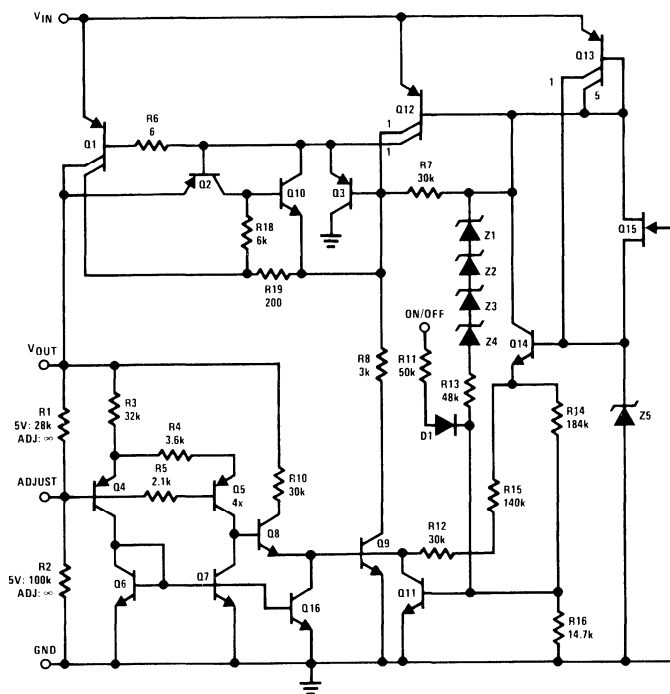 VIN
Q13
1
5
Q12
1
1
R6
6
Q1
Q2
Q10
Q3
R7
30k
R18
6k
R19
200
Z1
Z2
Z3
Z4
Q15
ON/OFF
R11
50k
R13
48k
D1
Q14
R14
184k
Z5
VOUT
R8
3k
R1
5V: 28k
ADJ: ∞
R3
32k
R4
3.6k
R5
2.1k
ADJUST
Q4
Q5
4x
R10
30k
Q8
R15
140k
R12
30k
Q9
Q11
R2
5V: 100k
ADJ: ∞
Q6
Q7
Q16
R16
14.7k
GND